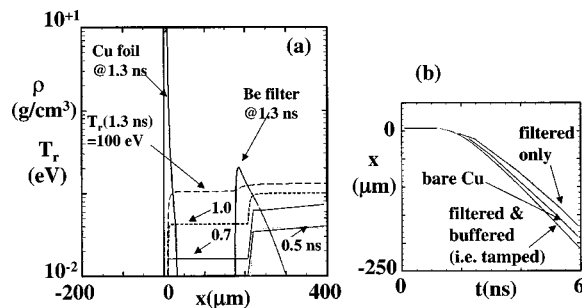 10+1
Cu foil
@1.3 ns
(a)
ρ
(g/cm3)
Be filter
@1.3 ns
Tr(1.3 ns)
=100 eV
Tr
(eV)
1.0
0.7
0.5 ns
10-2
0
200
400
x(μm)
(b)
0
x
(μm)
filtered
only
bare Cu
filtered &
buffered
(i.e. tamped)
-250
0
t(ns)
6